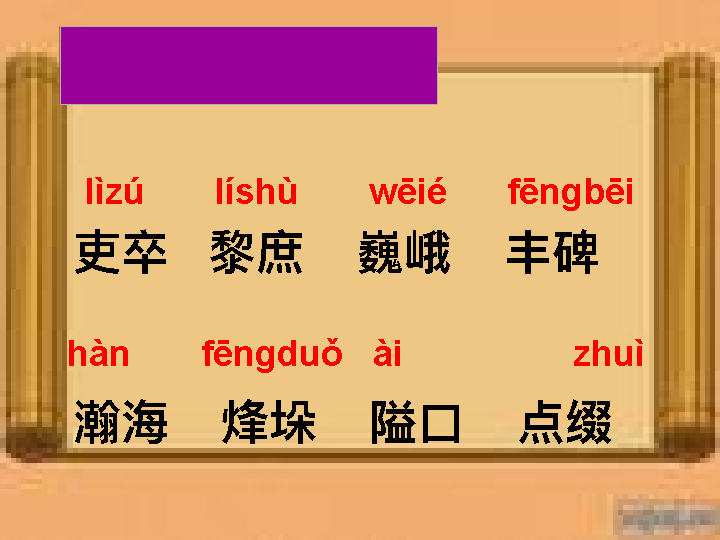 lìzú líshù wēié fēngbēi
吏卒 黎庶 巍峨 丰碑
hàn fēngduǒ ài zhuì
瀚海 烽垛 隘口 点缀